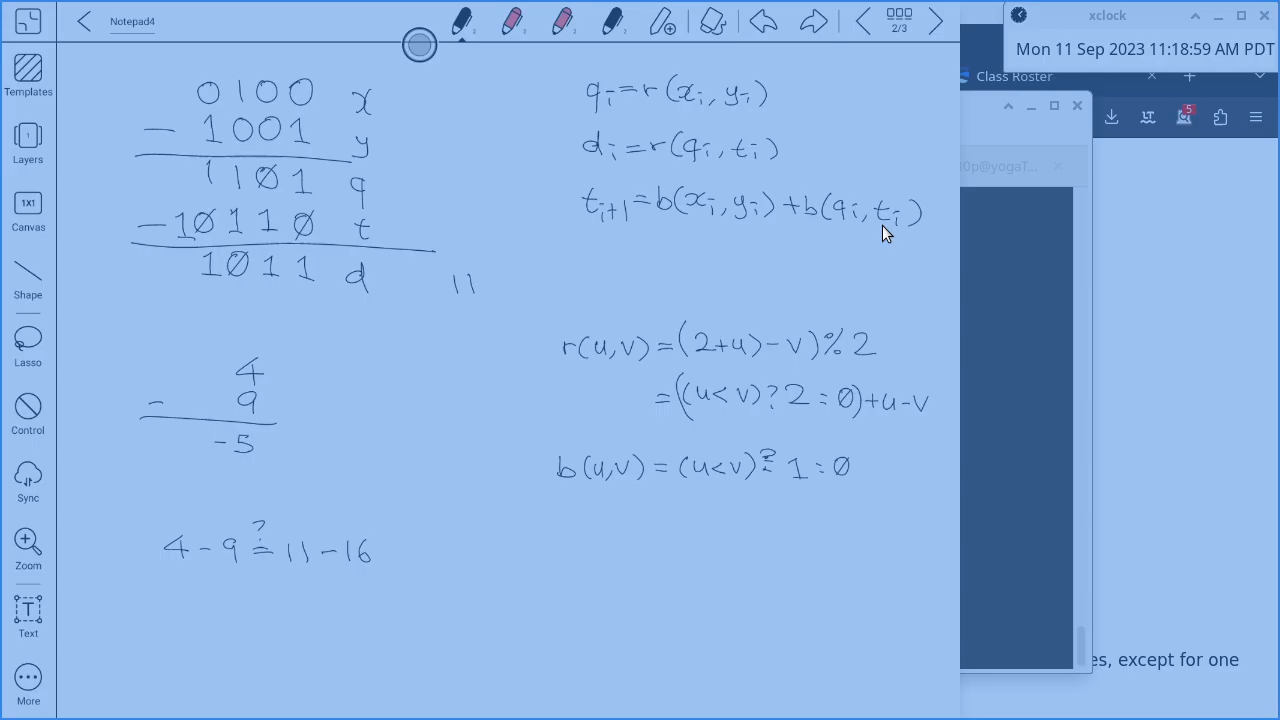 Notepad4
2/3
xclock
Mon 11 Sep 2023 11:18:59 AM PDT
Class Roster
5
80p@yogaT...
es, except for one
Templates
Layers
1X1
Canvas
Shape
Lasso
Control
Sync
Zoom
T
Text
More
0100 x
- 1001 y
1101 q
- 10110 t
1011 d 11
4
- 9
-5
4 - 9 ≟ 11 - 16
qᵢ = r(xᵢ, yᵢ)
dᵢ = r(qᵢ, tᵢ)
tᵢ₊₁ = b(xᵢ, yᵢ) + b(qᵢ, tᵢ)
r(u,v) = (2+u) - v) % 2
= ((u < v) ? 2 : 0) + u - v
b(u,v) = (u < v) ? 1 : 0